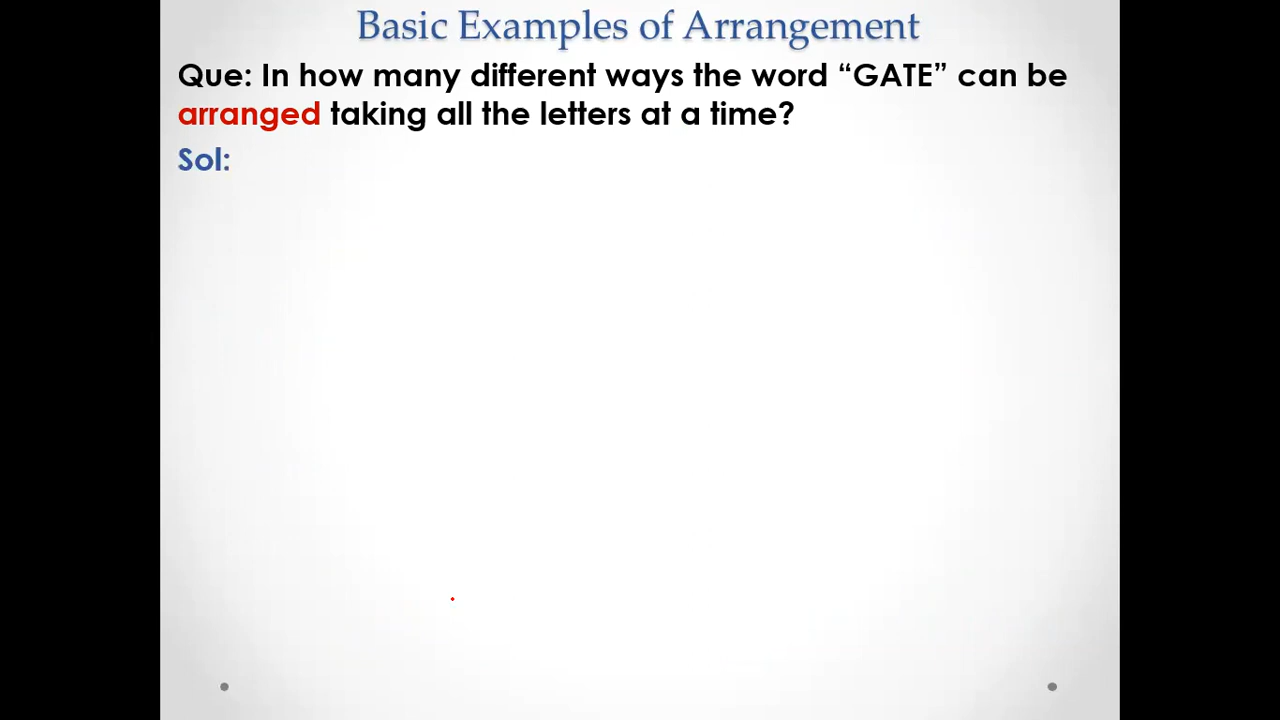 Basic Examples of Arrangement
Que: In how many different ways the word “GATE” can be
arranged taking all the letters at a time?
Sol: